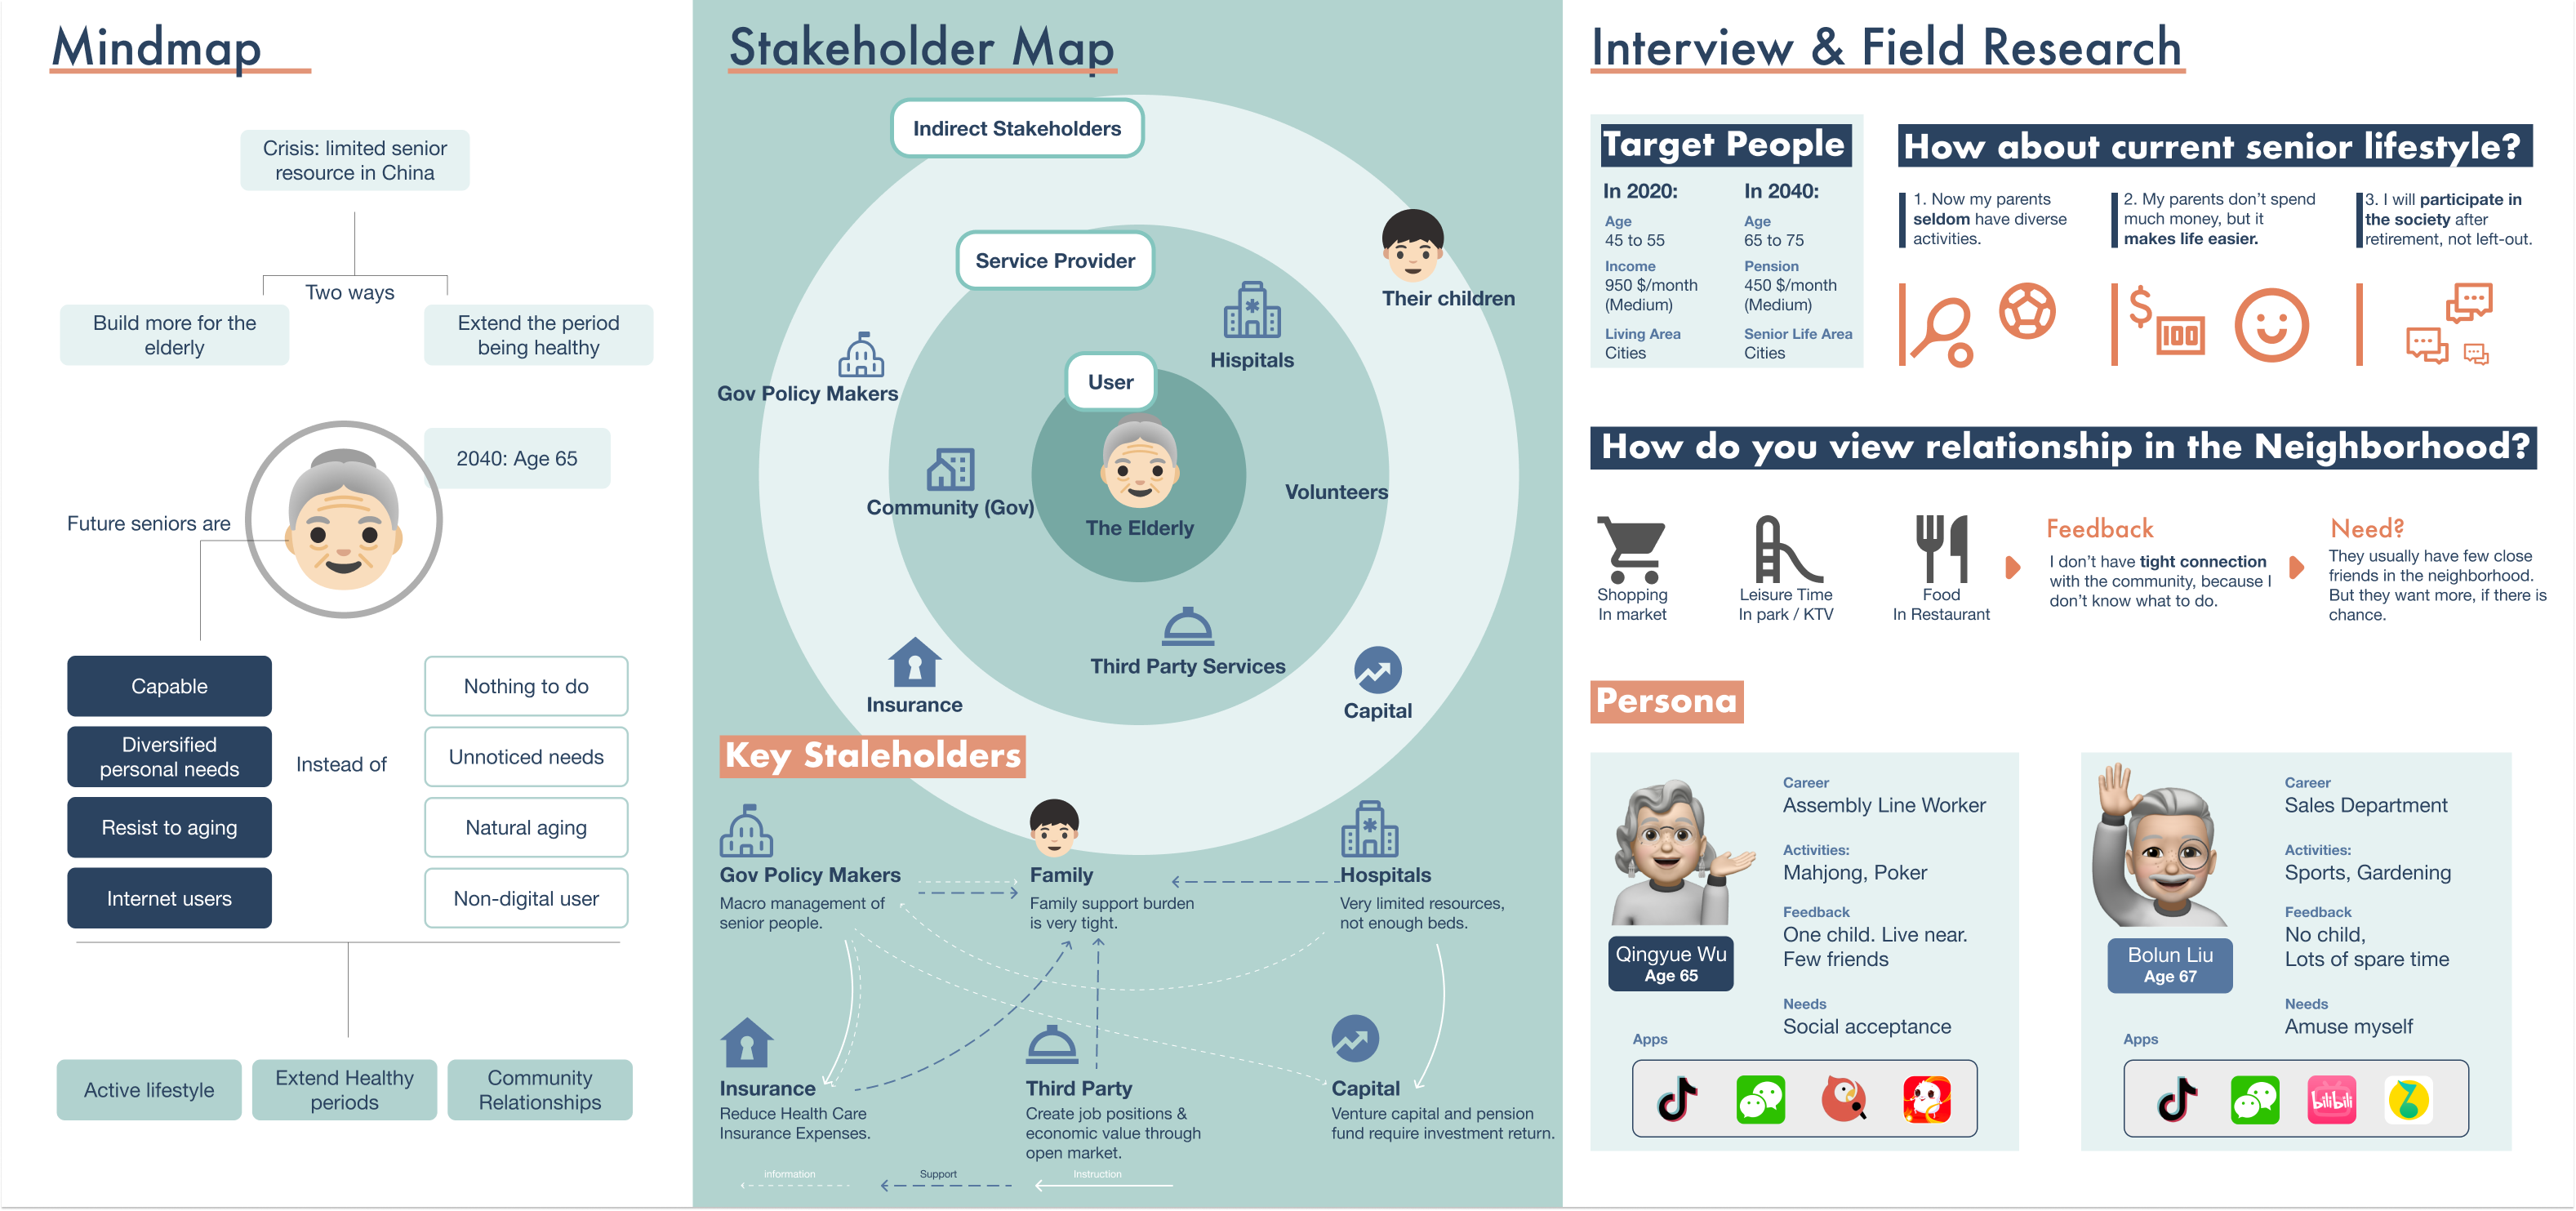 Mindmap
Crisis: limited senior
resource in China
Two ways
Build more for the
elderly
Extend the period
being healthy
2040: Age 65
Future seniors are
Capable
Diversified
personal needs
Resist to aging
Internet users
Instead of
Nothing to do
Unnoticed needs
Natural aging
Non-digital user
Active lifestyle
Extend Healthy
periods
Community
Relationships
Stakeholder Map
Indirect Stakeholders
Service Provider
User
Their children
Hispitals
Gov Policy Makers
Community (Gov)
Volunteers
The Elderly
Third Party Services
Insurance
Capital
Key Staleholders
Gov Policy Makers
Macro management of
senior people.
Family
Family support burden
is very tight.
Hospitals
Very limited resources,
not enough beds.
Insurance
Reduce Health Care
Insurance Expenses.
Third Party
Create job positions &
economic value through
open market.
Capital
Venture capital and pension
fund require investment return.
information
Support
Instruction
Interview & Field Research
Target People
In 2020:
Age
45 to 55
Income
950 $/month
(Medium)
Living Area
Cities
In 2040:
Age
65 to 75
Pension
450 $/month
(Medium)
Senior Life Area
Cities
How about current senior lifestyle?
1. Now my parents
seldom have diverse
activities.
2. My parents don’t spend
much money, but it
makes life easier.
$
100
3. I will participate in
the society after
retirement, not left-out.
How do you view relationship in the Neighborhood?
Shopping
In market
Leisure Time
In park / KTV
Food
In Restaurant
Feedback
I don’t have tight connection
with the community, because I
don’t know what to do.
Need?
They usually have few close
friends in the neighborhood.
But they want more, if there is
chance.
Persona
Qingyue Wu
Age 65
Career
Assembly Line Worker
Activities:
Mahjong, Poker
Feedback
One child. Live near.
Few friends
Needs
Social acceptance
Apps
Bolun Liu
Age 67
Career
Sales Department
Activities:
Sports, Gardening
Feedback
No child,
Lots of spare time
Needs
Amuse myself
Apps
bilibili